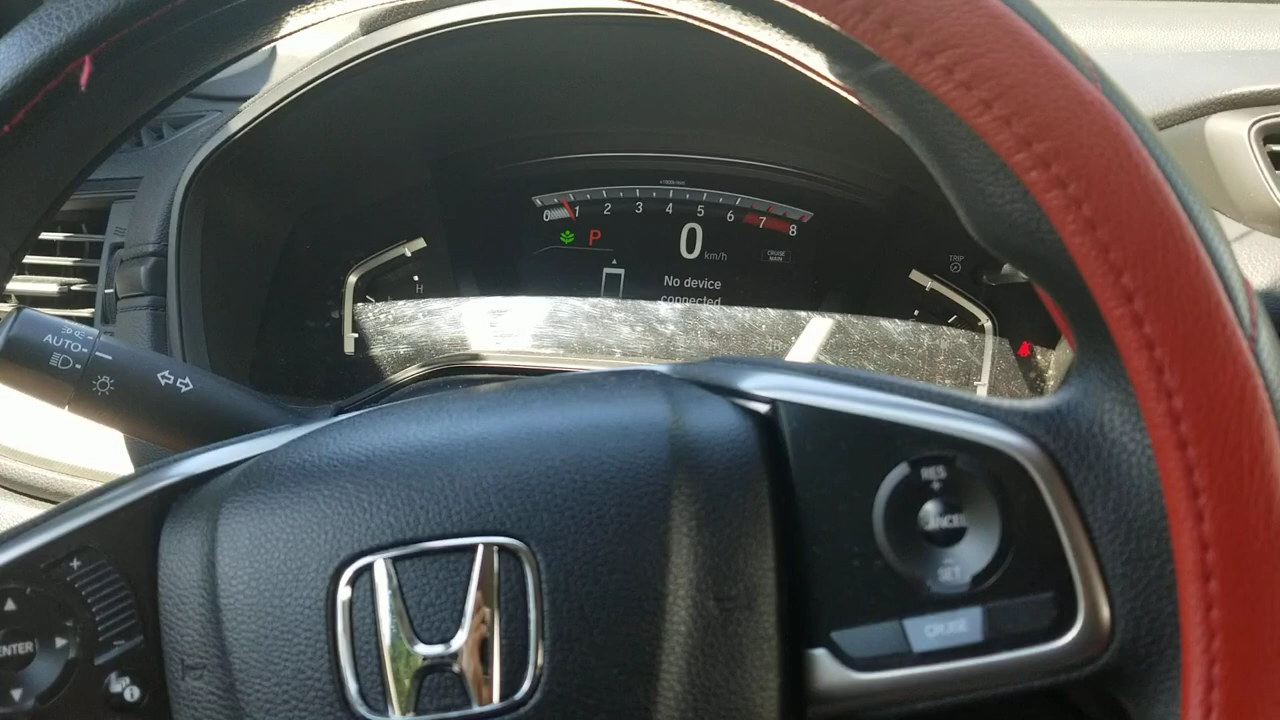 x1000r/min
0 1 2 3 4 5 6 7 8
P
0
km/h
CRUISE
MAIN
No device
connected
H
TRIP
AUTO
RES
+
CANCEL
-
SET
CRUISE
+
-
ENTER